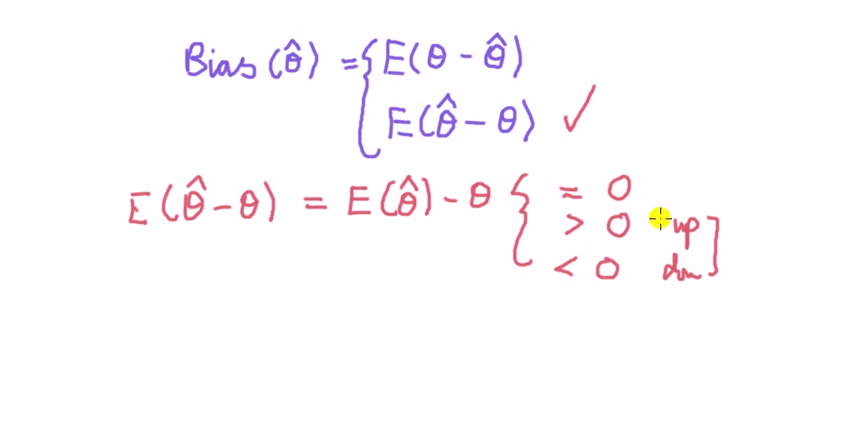 Bias (θ̂) = { E(θ - θ̂)
E(θ̂ - θ) ✓
E(θ̂ - θ) = E(θ̂) - θ { = 0
> 0 up
< 0 dn ]